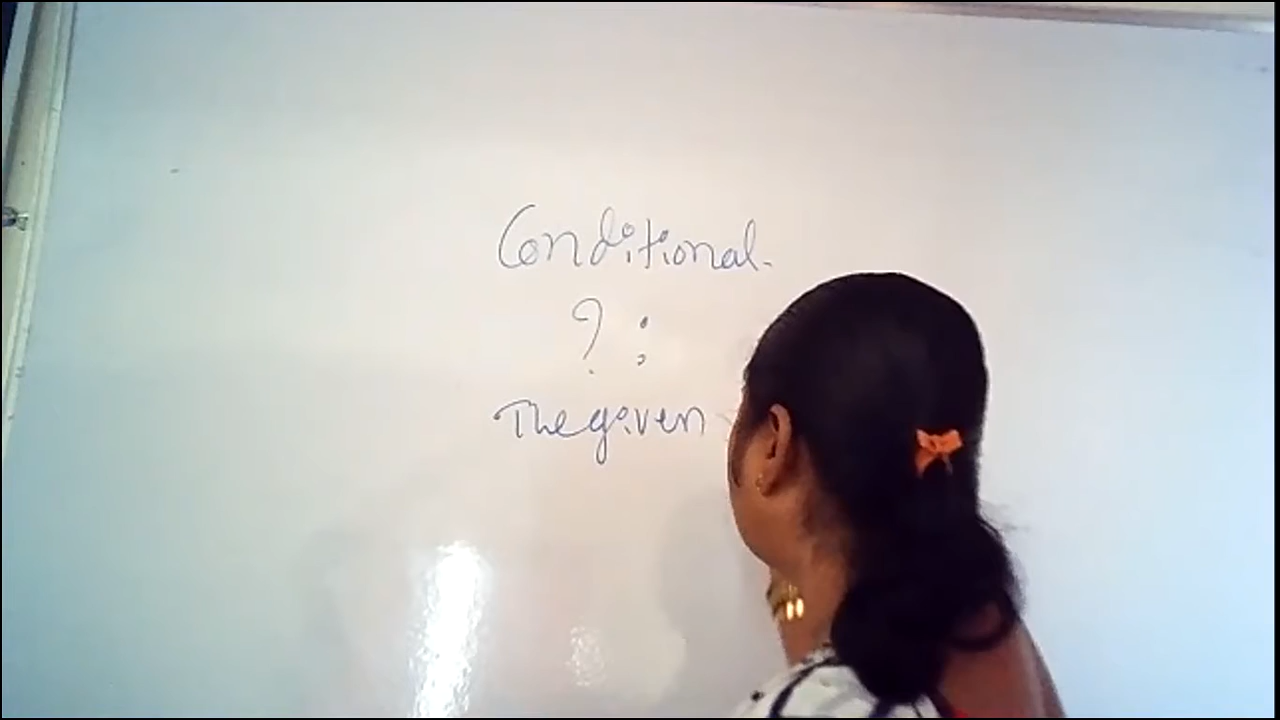 Conditional.
? :
The given